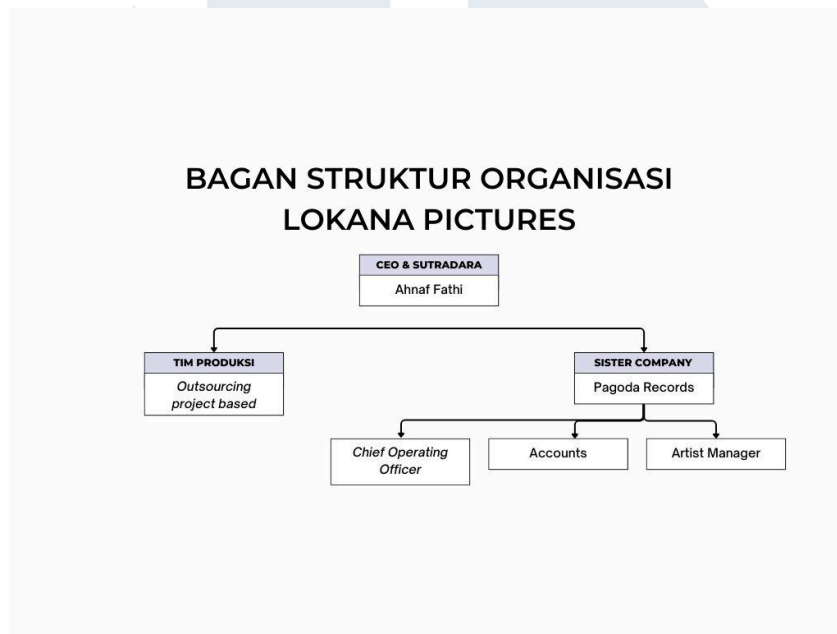 BAGAN STRUKTUR ORGANISASI
LOKANA PICTURES
CEO & SUTRADARA
Ahnaf Fathi
TIM PRODUKSI
Outsourcing
project based
SISTER COMPANY
Pagoda Records
Chief Operating
Officer
Accounts
Artist Manager